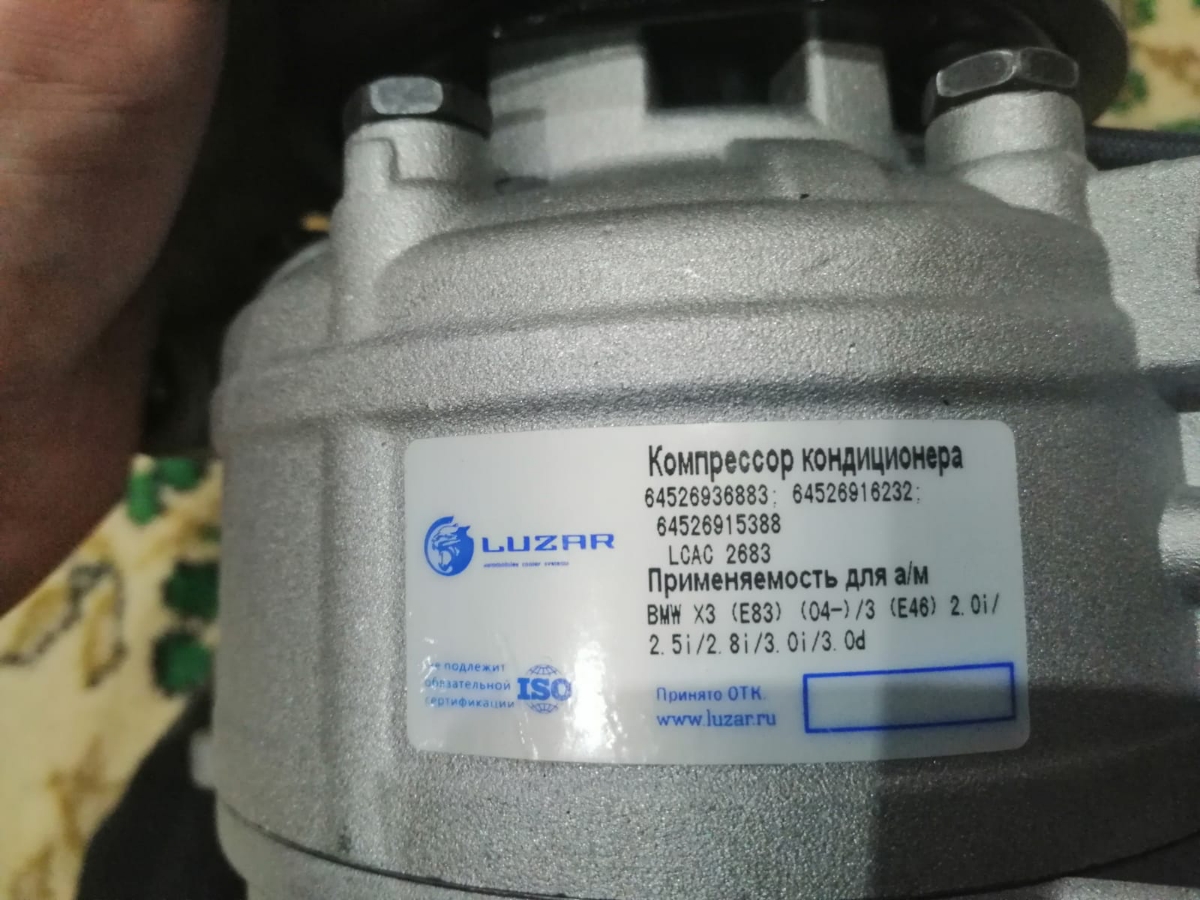 Компрессор кондиционера
64526936883; 64526916232;
64526915388
LCAC 2683
Применяемость для а/м
BMW X3 (E83) (04-)/3 (E46) 2.0i/
2.5i/2.8i/3.0i/3.0d
LUZAR
Не подлежит
обязательной
сертификации
ISO
Принято ОТК.
www.luzar.ru